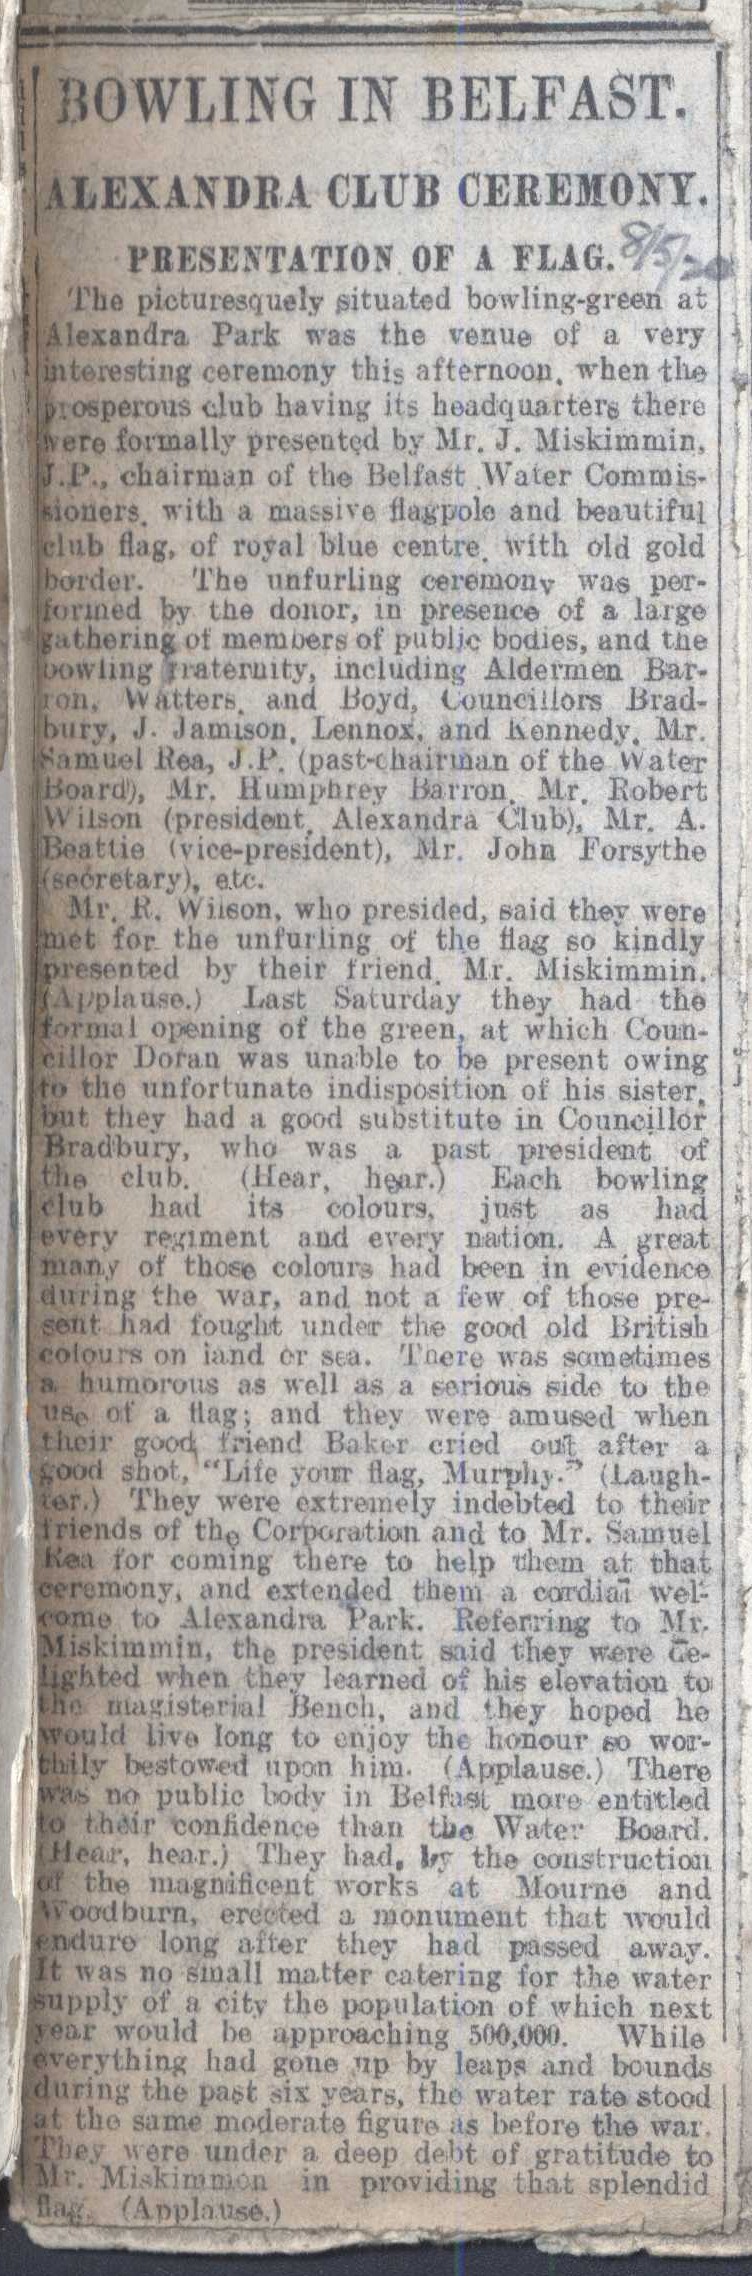 BOWLING IN BELFAST.
ALEXANDRA CLUB CEREMONY.
PRESENTATION OF A FLAG.
8/5/20
The picturesquely situated bowling-green at
Alexandra Park was the venue of a very
interesting ceremony this afternoon, when the
prosperous club having its headquarters there
were formally presented by Mr. J. Miskimmin,
J.P., chairman of the Belfast Water Commis-
sioners, with a massive flagpole and beautiful
club flag, of royal blue centre, with old gold
border. The unfurling ceremony was per-
formed by the donor, in presence of a large
gathering of members of public bodies, and the
bowling fraternity, including Aldermen Bar-
ron, Watters, and Boyd, Councillors Brad-
bury, J. Jamison, Lennox, and Kennedy, Mr.
Samuel Rea, J.P. (past-chairman of the Water
Board), Mr. Humphrey Barron, Mr. Robert
Wilson (president, Alexandra Club), Mr. A.
Beattie (vice-president), Mr. John Forsythe
(secretary), etc.
Mr. R. Wilson, who presided, said they were
met for the unfurling of the flag so kindly
presented by their friend, Mr. Miskimmin.
(Applause.) Last Saturday they had the
formal opening of the green, at which Coun-
cillor Doran was unable to be present owing
to the unfortunate indisposition of his sister,
but they had a good substitute in Councillor
Bradbury, who was a past president of
the club. (Hear, hear.) Each bowling
club had its colours, just as had
every regiment and every nation. A great
many of those colours had been in evidence
during the war, and not a few of those pre-
sent had fought under the good old British
colours on land or sea. There was sometimes
a humorous as well as a serious side to the
use of a flag; and they were amused when
their good friend Baker cried out after a
good shot, "Life your flag, Murphy." (Laugh-
ter.) They were extremely indebted to their
friends of the Corporation and to Mr. Samuel
Rea for coming there to help them at that
ceremony, and extended them a cordial wel-
come to Alexandra Park. Referring to Mr.
Miskimmin, the president said they were de-
lighted when they learned of his elevation to
the magisterial Bench, and they hoped he
would live long to enjoy the honour so wor-
thily bestowed upon him. (Applause.) There
was no public body in Belfast more entitled
to their confidence than the Water Board.
(Hear, hear.) They had, by the construction
of the magnificent works at Mourne and
Woodburn, erected a monument that would
endure long after they had passed away.
It was no small matter catering for the water
supply of a city the population of which next
year would be approaching 500,000. While
everything had gone up by leaps and bounds
during the past six years, the water rate stood
at the same moderate figure as before the war.
They were under a deep debt of gratitude to
Mr. Miskimmon in providing that splendid
flag. (Applause.)